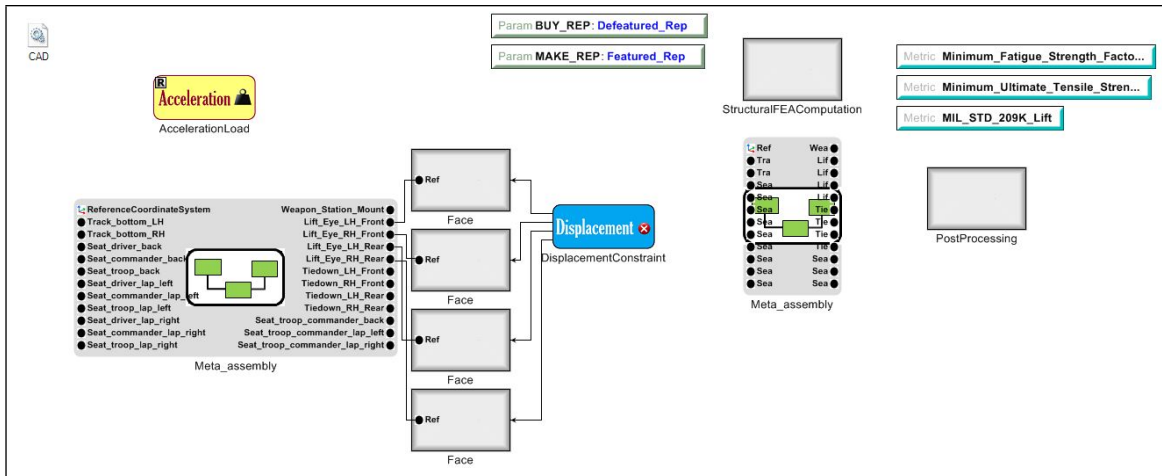 CAD
Param BUY_REP: Defeatured_Rep
Param MAKE_REP: Featured_Rep
R
Acceleration
AccelerationLoad
StructuralFEAComputation
Metric Minimum_Fatigue_Strength_Facto...
Metric Minimum_Ultimate_Tensile_Stren...
Metric MIL_STD_209K_Lift
PostProcessing
ReferenceCoordinateSystem
Track_bottom_LH
Track_bottom_RH
Seat_driver_back
Seat_commander_back
Seat_troop_back
Seat_driver_lap_left
Seat_commander_lap_left
Seat_troop_lap_left
Seat_driver_lap_right
Seat_commander_lap_right
Seat_troop_lap_right
Weapon_Station_Mount
Lift_Eye_LH_Front
Lift_Eye_RH_Front
Lift_Eye_LH_Rear
Lift_Eye_RH_Rear
Tiedown_LH_Front
Tiedown_RH_Front
Tiedown_LH_Rear
Tiedown_RH_Rear
Seat_troop_commander_back
Seat_troop_commander_lap_left
Seat_troop_commander_lap_right
Meta_assembly
Ref
Face
Ref
Face
Ref
Face
Ref
Face
Displacement
DisplacementConstraint
Ref
Tra
Tra
Sea
Sea
Sea
Sea
Sea
Sea
Sea
Sea
Sea
Wea
Lif
Lif
Lif
Lif
Tie
Tie
Tie
Tie
Sea
Sea
Sea
Meta_assembly